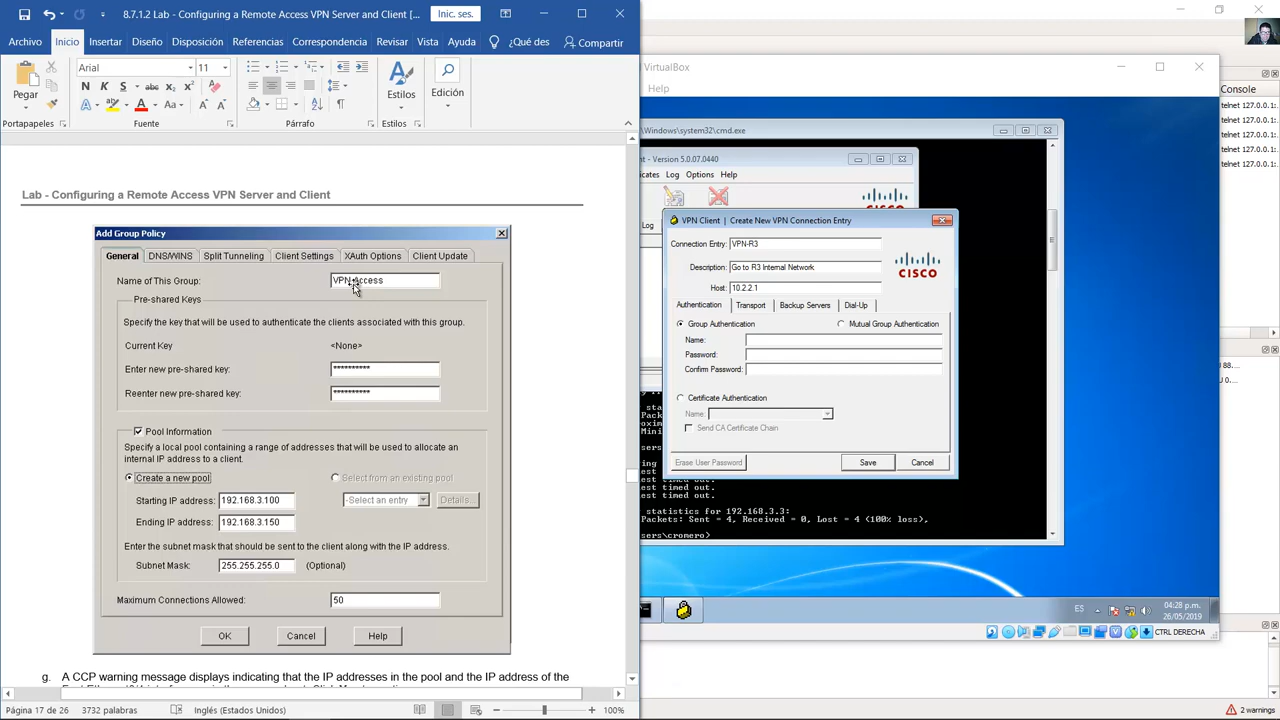 8.7.1.2 Lab - Configuring a Remote Access VPN Server and Client [...
Inic. ses.
Archivo Inicio Insertar Diseño Disposición Referencias Correspondencia Revisar Vista Ayuda ¿Qué des Compartir
Arial 11
Pegar
N K S
Estilos
Edición
Portapapeles Fuente Párrafo Estilos
Lab - Configuring a Remote Access VPN Server and Client
Add Group Policy
General DNS/WINS Split Tunneling Client Settings XAuth Options Client Update
Name of This Group: VPN-Access
Pre-shared Keys
Specify the key that will be used to authenticate the clients associated with this group.
Current Key <None>
Enter new pre-shared key: **********
Reenter new pre-shared key: **********
Pool Information
Specify a local pool containing a range of addresses that will be used to allocate an
internal IP address to a client.
Create a new pool Select from an existing pool
Starting IP address: 192.168.3.100 -Select an entry Details...
Ending IP address: 192.168.3.150
Enter the subnet mask that should be sent to the client along with the IP address.
Subnet Mask: 255.255.255.0 (Optional)
Maximum Connections Allowed: 50
OK Cancel Help
g. A CCP warning message displays indicating that the IP addresses in the pool and the IP address of the
Página 17 de 26 3732 palabras Inglés (Estados Unidos) 100%
VirtualBox
Help
Windows\system32\cmd.exe
nt - Version 5.0.07.0440
icates Log Options Help
Log
CISCO
VPN Client | Create New VPN Connection Entry
Connection Entry: VPN-R3
Description: Go to R3 Internal Network
Host: 10.2.2.1
CISCO
Authentication Transport Backup Servers Dial-Up
Group Authentication Mutual Group Authentication
Name:
Password:
Confirm Password:
Certificate Authentication
Name:
Send CA Certificate Chain
Erase User Password Save Cancel
est timed out.
est timed out.
statistics for 192.168.3.3:
Packets: Sent = 4, Received = 0, Lost = 4 (100% loss),
sers\cromero>
ES 04:28 p.m.
26/05/2019
CTRL DERECHA
Console
telnet 127.0.0.1:
telnet 127.0.0.1:
telnet 127.0.0.1:
telnet 127.0.0.1:
telnet 127.0.0.1:
U 88....
U 0....
2 warnings